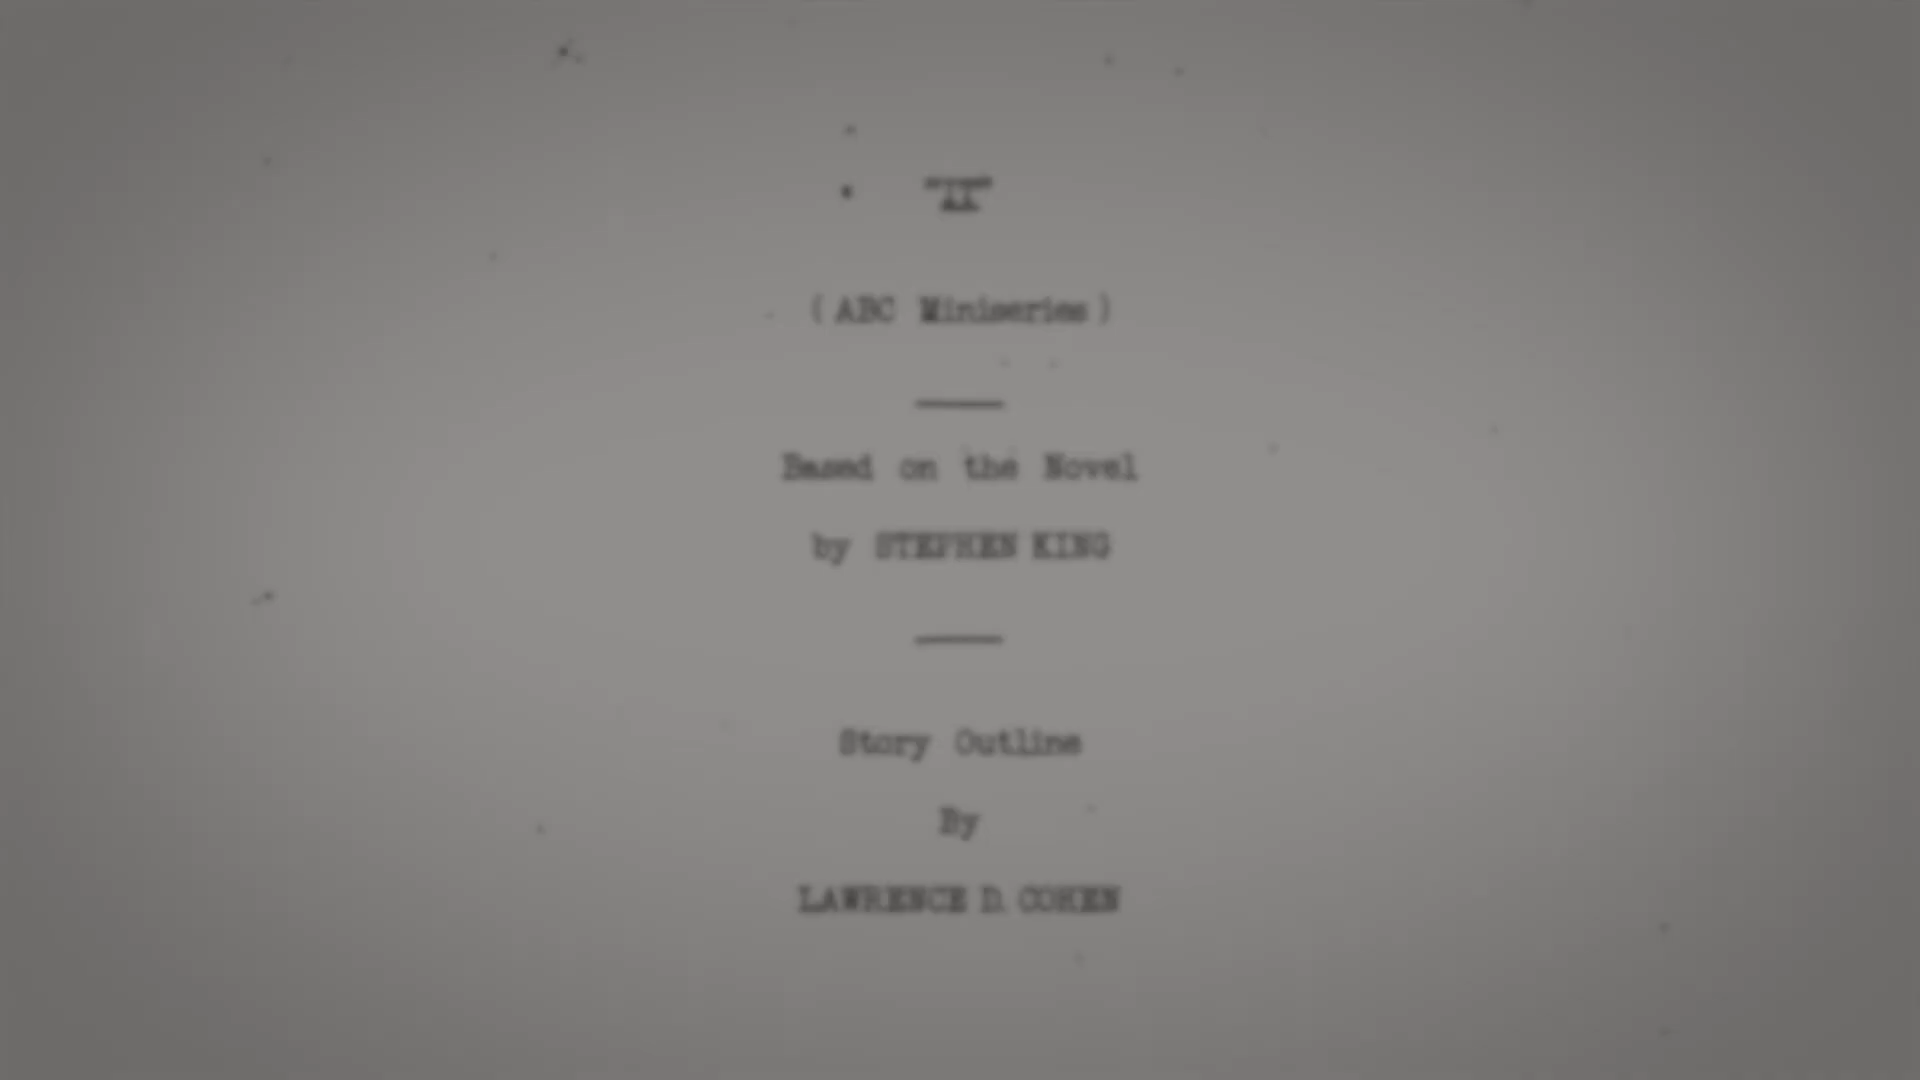 "IT"
(ABC Miniseries)
Based on the Novel
by STEPHEN KING
Story Outline
By
LAWRENCE D. COHEN